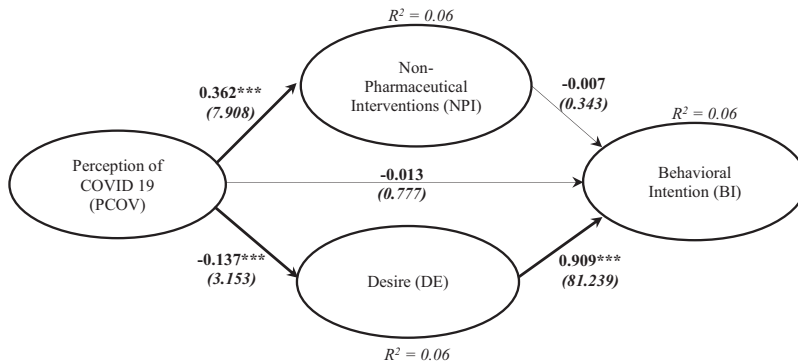 R² = 0.06
Non-
Pharmaceutical
Interventions (NPI)
0.362***
(7.908)
-0.007
(0.343)
R² = 0.06
Perception of
COVID 19
(PCOV)
-0.013
(0.777)
Behavioral
Intention (BI)
-0.137***
(3.153)
Desire (DE)
0.909***
(81.239)
R² = 0.06